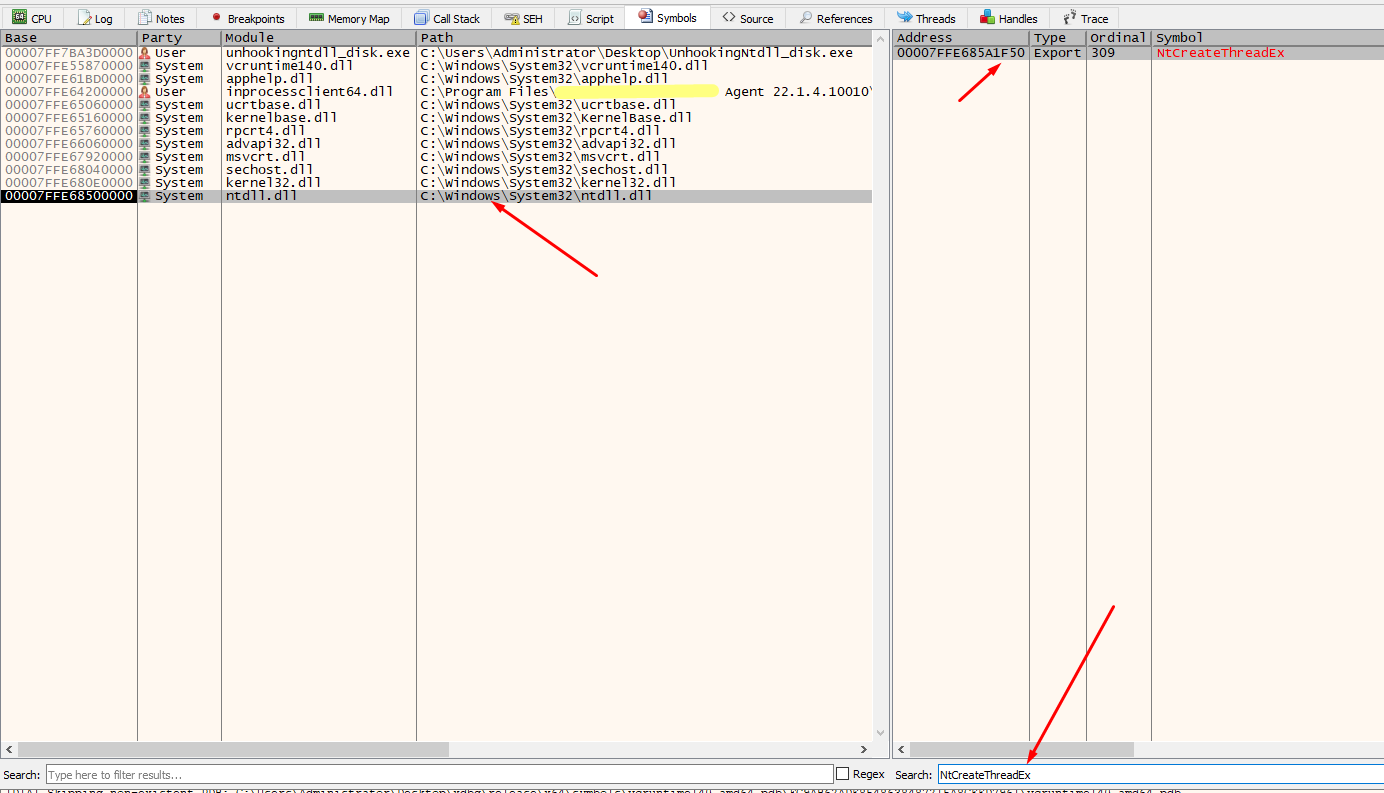 CPU Log Notes Breakpoints Memory Map Call Stack SEH Script Symbols Source References Threads Handles Trace
Base Party Module Path
00007FF7BA3D0000 User unhookingntdll_disk.exe C:\Users\Administrator\Desktop\UnhookingNtdll_disk.exe
00007FFE55870000 System vcruntime140.dll C:\Windows\System32\vcruntime140.dll
00007FFE61BD0000 System apphelp.dll C:\Windows\System32\apphelp.dll
00007FFE64200000 User inprocessclient64.dll C:\Program Files\ Agent 22.1.4.10010\
00007FFE65060000 System ucrtbase.dll C:\Windows\System32\ucrtbase.dll
00007FFE65160000 System kernelbase.dll C:\Windows\System32\KernelBase.dll
00007FFE65760000 System rpcrt4.dll C:\Windows\System32\rpcrt4.dll
00007FFE66060000 System advapi32.dll C:\Windows\System32\advapi32.dll
00007FFE67920000 System msvcrt.dll C:\Windows\System32\msvcrt.dll
00007FFE68040000 System sechost.dll C:\Windows\System32\sechost.dll
00007FFE680E0000 System kernel32.dll C:\Windows\System32\kernel32.dll
00007FFE68500000 System ntdll.dll C:\Windows\System32\ntdll.dll
Address Type Ordinal Symbol
00007FFE685A1F50 Export 309 NtCreateThreadEx
Search: Type here to filter results... Regex Search: NtCreateThreadEx